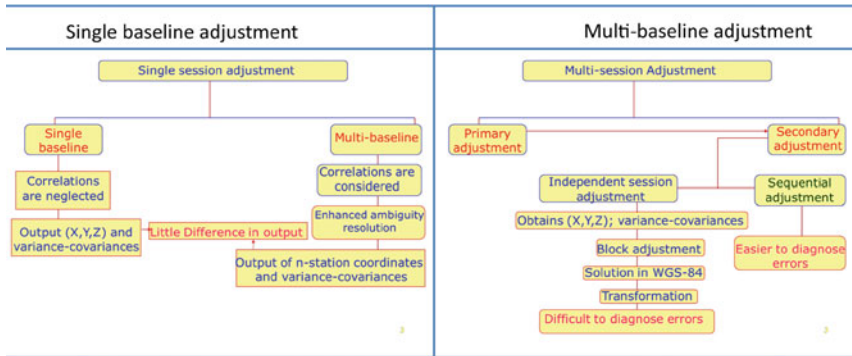 Single baseline adjustment
Single session adjustment
Single
baseline
Multi-baseline
Correlations
are neglected
Correlations are
considered
Output (X,Y,Z) and
variance-covariances
Little Difference in output
Enhanced ambiguity
resolution
Output of n-station coordinates
and variance-covariances
3
Multi-baseline adjustment
Multi-session Adjustment
Primary
adjustment
Secondary
adjustment
Independent session
adjustment
Sequential
adjustment
Obtains (X,Y,Z); variance-covariances
Block adjustment
Easier to diagnose
errors
Solution in WGS-84
Transformation
Difficult to diagnose errors
3